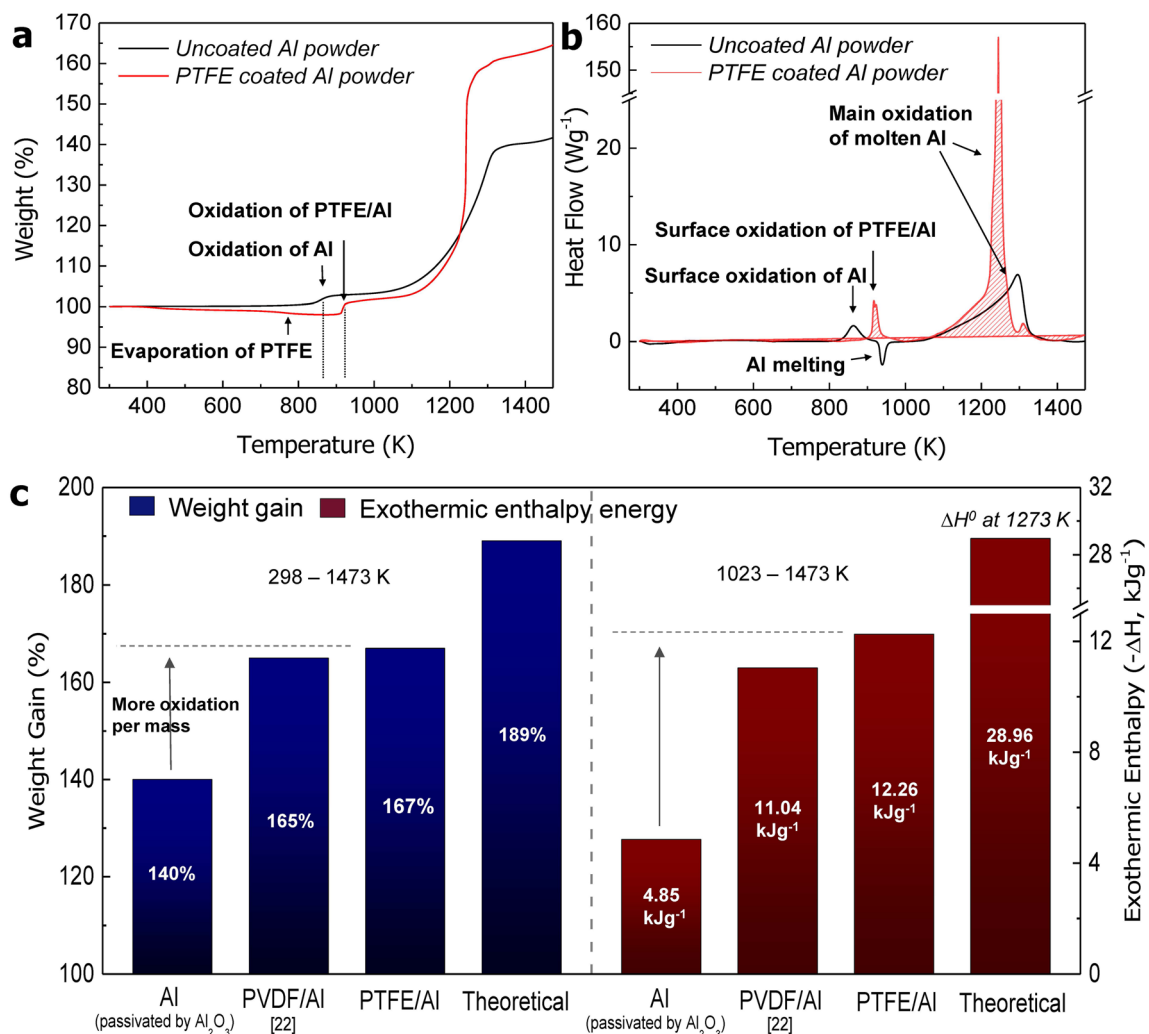 a
Uncoated Al powder
PTFE coated Al powder
Oxidation of PTFE/Al
Oxidation of Al
Evaporation of PTFE
Weight (%)
170
160
150
140
130
120
110
100
90
80
400 600 800 1000 1200 1400
Temperature (K)
b
Uncoated Al powder
PTFE coated Al powder
Main oxidation
of molten Al
Surface oxidation of PTFE/Al
Surface oxidation of Al
Al melting
Heat Flow (Wg⁻¹)
160
150
20
10
0
400 600 800 1000 1200 1400
Temperature (K)
c
Weight gain
Exothermic enthalpy energy
ΔH⁰ at 1273 K
298 – 1473 K
1023 – 1473 K
More oxidation
per mass
140%
165%
167%
189%
4.85
kJg⁻¹
11.04
kJg⁻¹
12.26
kJg⁻¹
28.96
kJg⁻¹
Weight Gain (%)
200
180
160
140
120
100
Exothermic Enthalpy (-ΔH, kJg⁻¹)
32
28
12
8
4
0
Al
(passivated by Al₂O₃)
PVDF/Al
[22]
PTFE/Al
Theoretical
Al
(passivated by Al₂O₃)
PVDF/Al
[22]
PTFE/Al
Theoretical